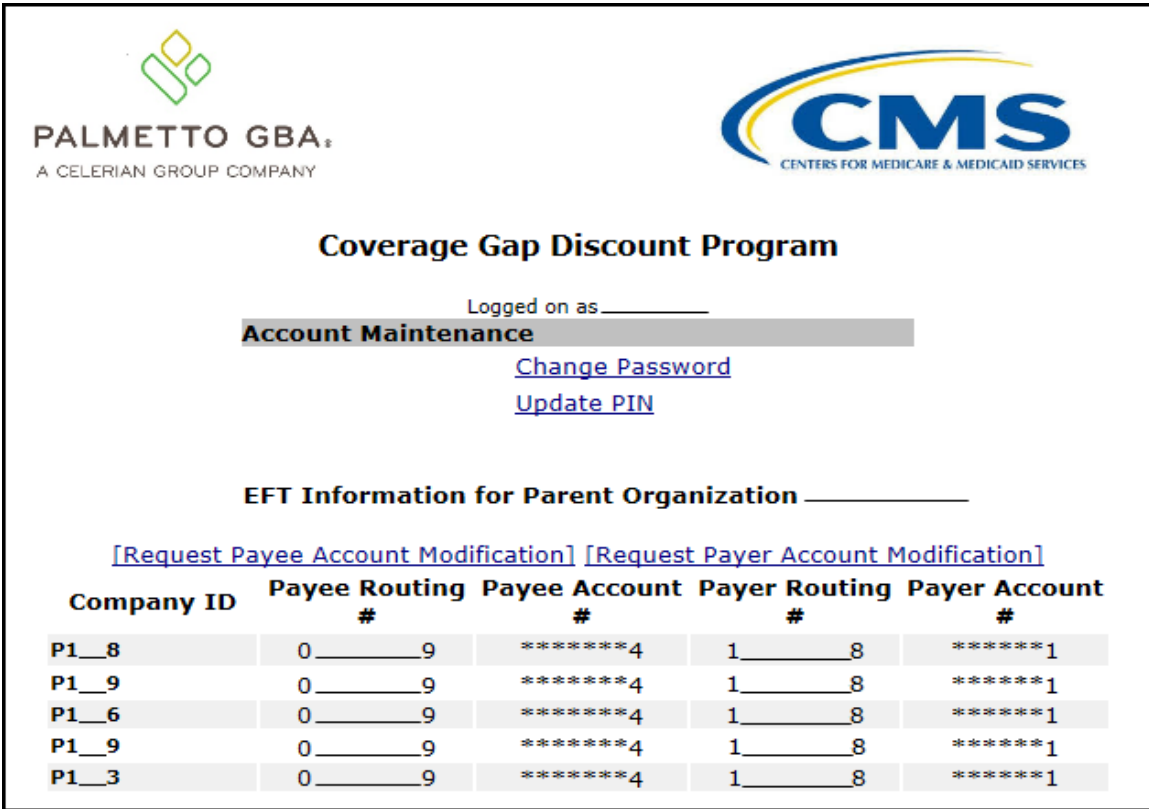 PALMETTO GBA®
A CELERIAN GROUP COMPANY
CMS
CENTERS FOR MEDICARE & MEDICAID SERVICES
Coverage Gap Discount Program
Logged on as ________
Account Maintenance
Change Password
Update PIN
EFT Information for Parent Organization ________
[Request Payee Account Modification] [Request Payer Account Modification]
Company ID Payee Routing # Payee Account # Payer Routing # Payer Account #
P1__8 0________9 *******4 1________8 ******1
P1__9 0________9 *******4 1________8 ******1
P1__6 0________9 *******4 1________8 ******1
P1__9 0________9 *******4 1________8 ******1
P1__3 0________9 *******4 1________8 ******1